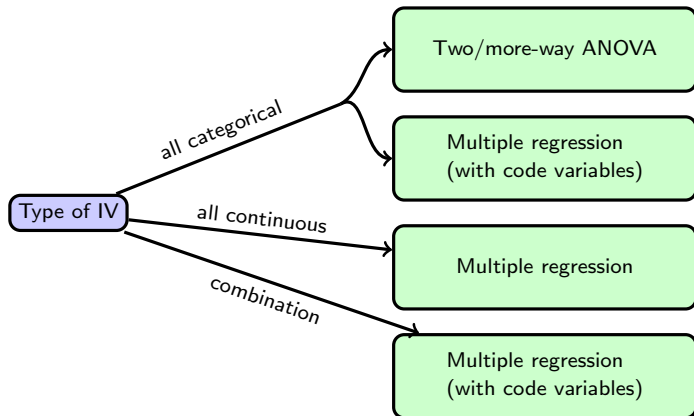 Two/more-way ANOVA
all categorical
Multiple regression
(with code variables)
Type of IV
all continuous
Multiple regression
combination
Multiple regression
(with code variables)